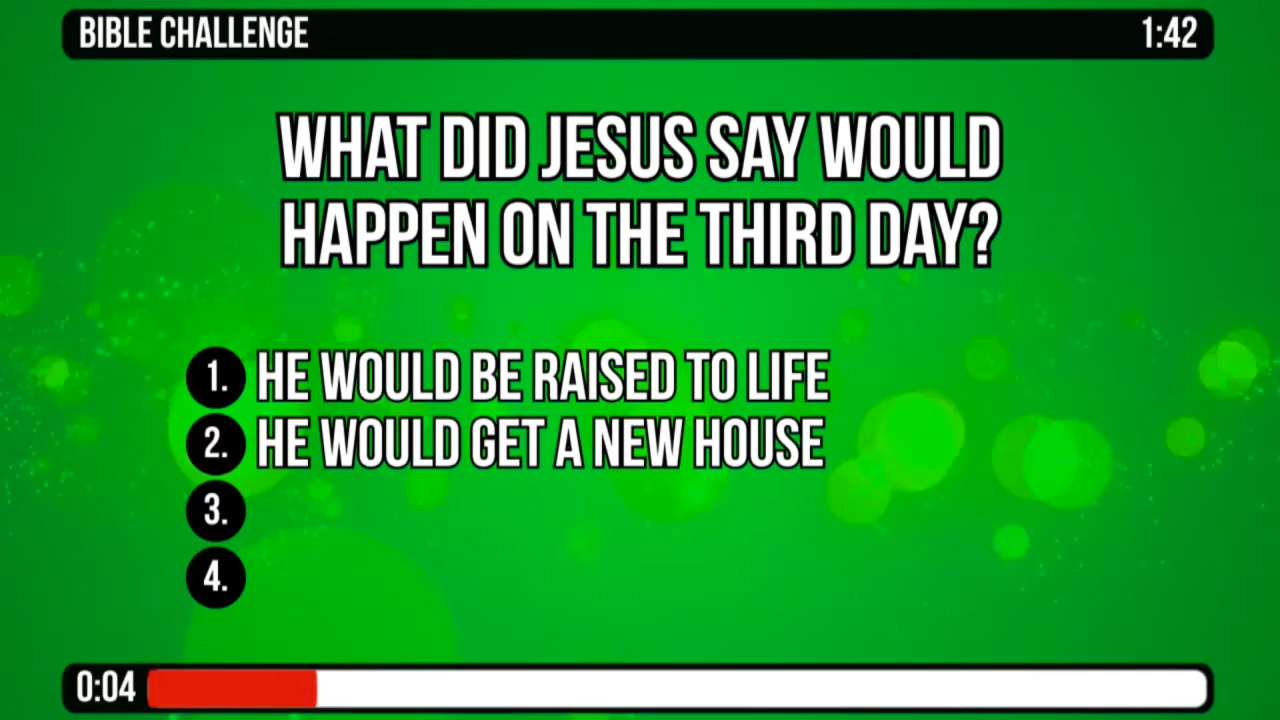 BIBLE CHALLENGE
1:42
WHAT DID JESUS SAY WOULD
HAPPEN ON THE THIRD DAY?
1. HE WOULD BE RAISED TO LIFE
2. HE WOULD GET A NEW HOUSE
3.
4.
0:04